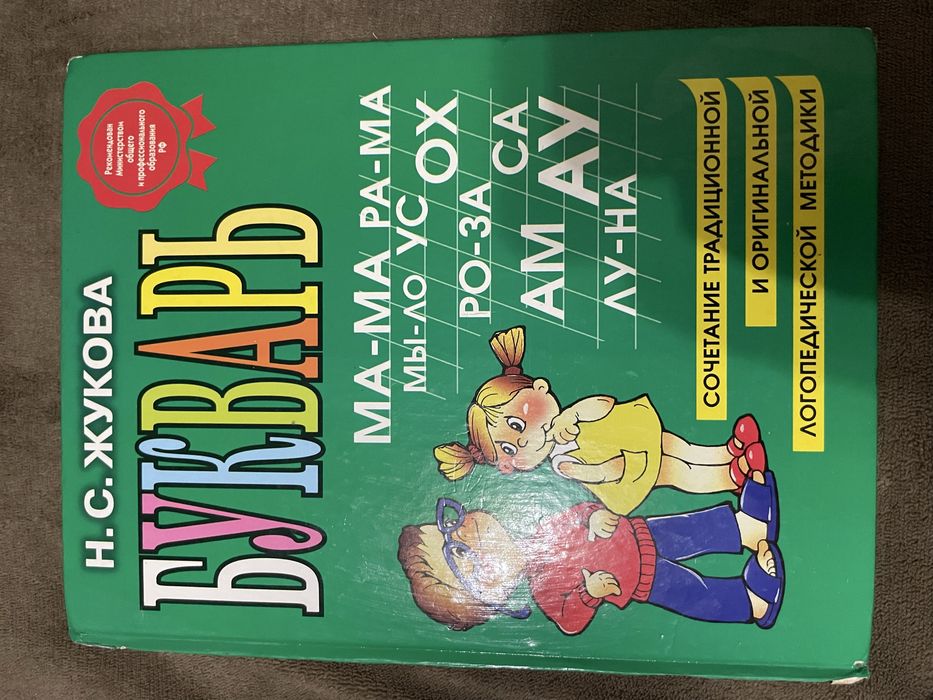 Н. С. ЖУКОВА
Рекомендован
Министерством
общего
и профессионального
образования
РФ
БУКВАРЬ
МА-МА РА-МА
МЫ-ЛО УС ОХ
РО-ЗА СА
АМ АУ
ЛУ-НА
СОЧЕТАНИЕ ТРАДИЦИОННОЙ
И ОРИГИНАЛЬНОЙ
ЛОГОПЕДИЧЕСКОЙ МЕТОДИКИ